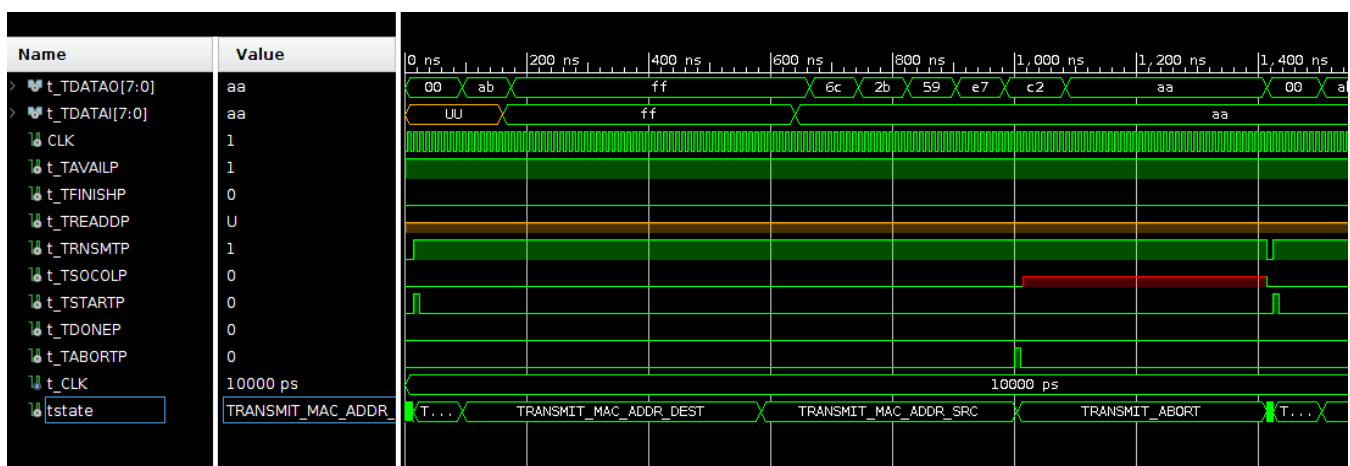 Name Value
0 ns 200 ns 400 ns 600 ns 800 ns 1,000 ns 1,200 ns 1,400 ns
t_TDATAO[7:0] aa 00 ab ff 6c 2b 59 e7 c2 aa 00
t_TDATAI[7:0] aa UU ff aa
CLK 1
t_TAVAILP 1
t_TFINISHP 0
t_TREADDP U
t_TRNSMTP 1
t_TSOCOLP 0
t_TSTARTP 0
t_TDONEP 0
t_TABORTP 0
t_CLK 10000 ps 10000 ps
tstate TRANSMIT_MAC_ADDR_ T... TRANSMIT_MAC_ADDR_DEST TRANSMIT_MAC_ADDR_SRC TRANSMIT_ABORT T...